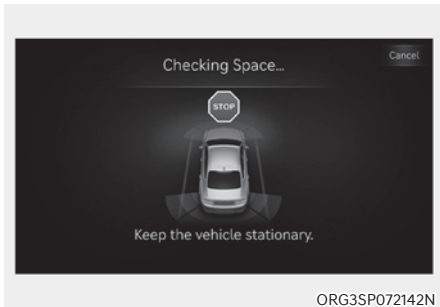 Checking Space...
Cancel
STOP
Keep the vehicle stationary.
ORG3SP072142N